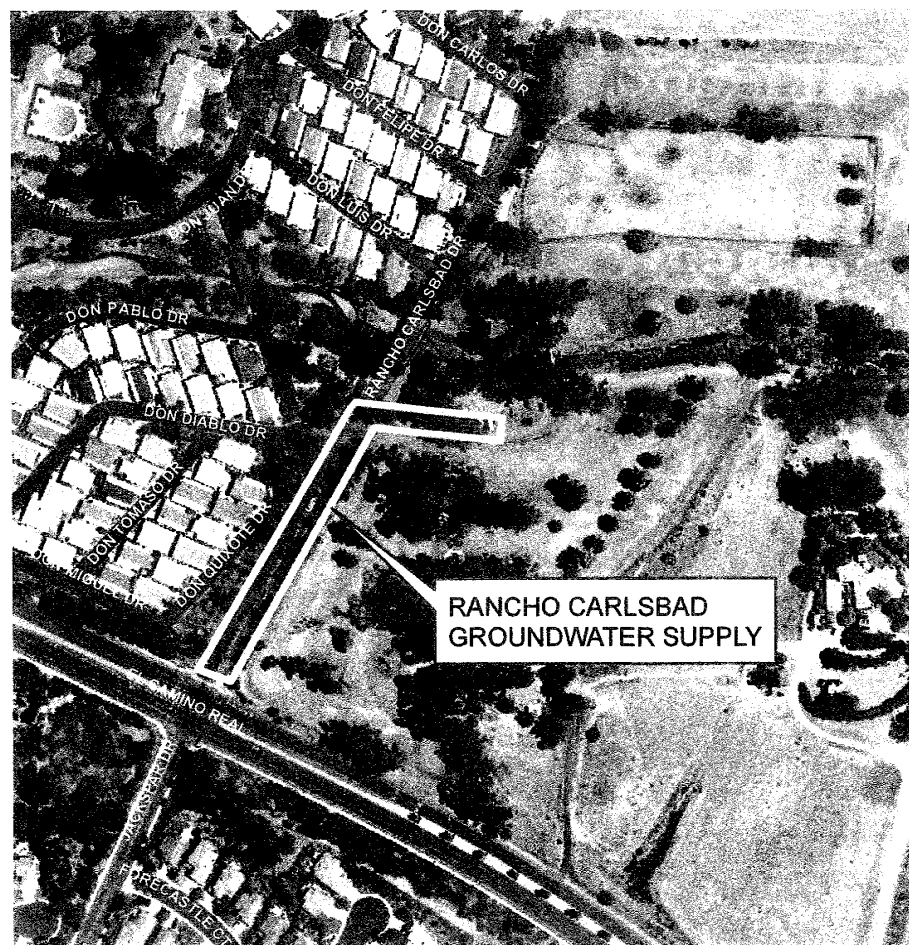 DON CARLOS DR
DON FELIPE DR
DON LUIS DR
DON JUAN DR
RANCHO CARLSBAD DR
DON PABLO DR
DON DIABLO DR
DON TOMASO DR
DON QUIXOTE DR
MIGUEL DR
RANCHO CARLSBAD
GROUNDWATER SUPPLY
CAMINO REAL
JACKSPAR DR
FORECASTLE CT